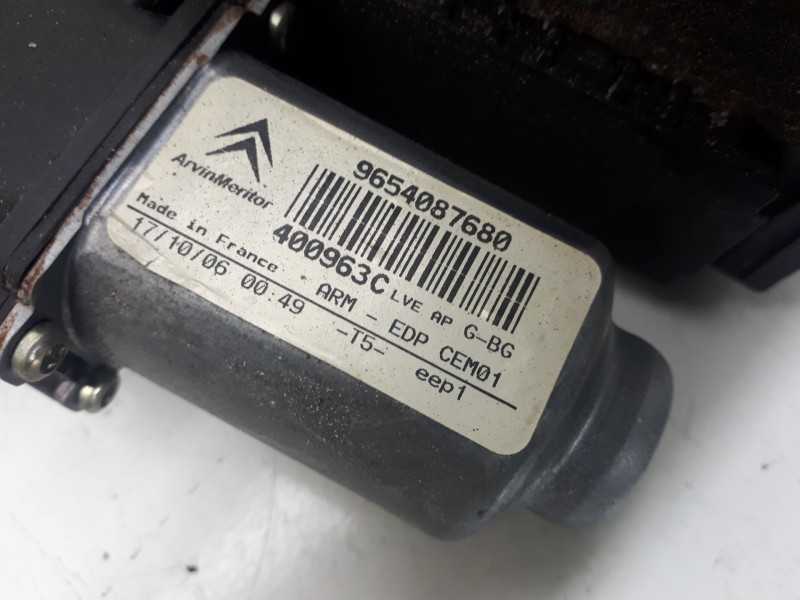 9654087680
ArvinMeritor
400963C LVE AP G-BG
Made in France.
ARM - EDP CEM01
17/10/06 00:49 -T5- eep1